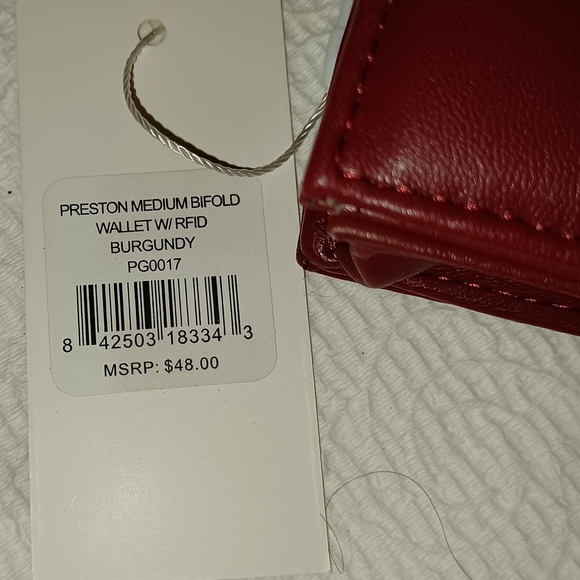 PRESTON MEDIUM BIFOLD
WALLET W/ RFID
BURGUNDY
PG0017
8 42503 18334 3
MSRP: $48.00